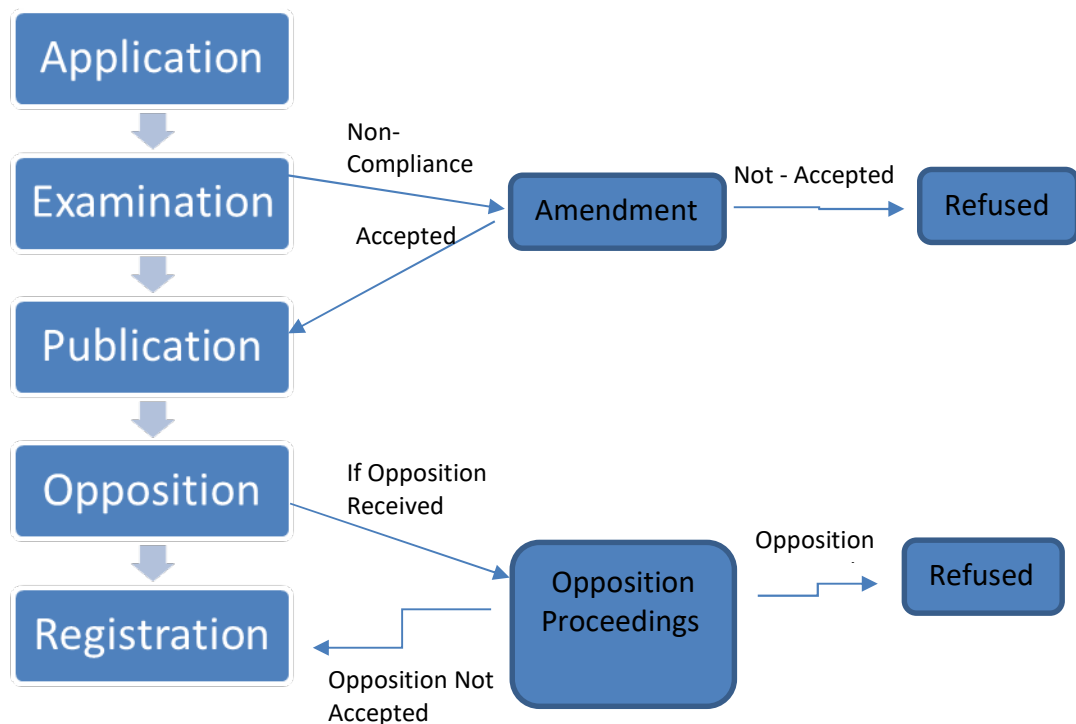 Application
Non-
Compliance
Examination
Amendment
Not - Accepted
Refused
Accepted
Publication
Opposition
If Opposition
Received
Opposition
Proceedings
Opposition
Refused
Registration
Opposition Not
Accepted